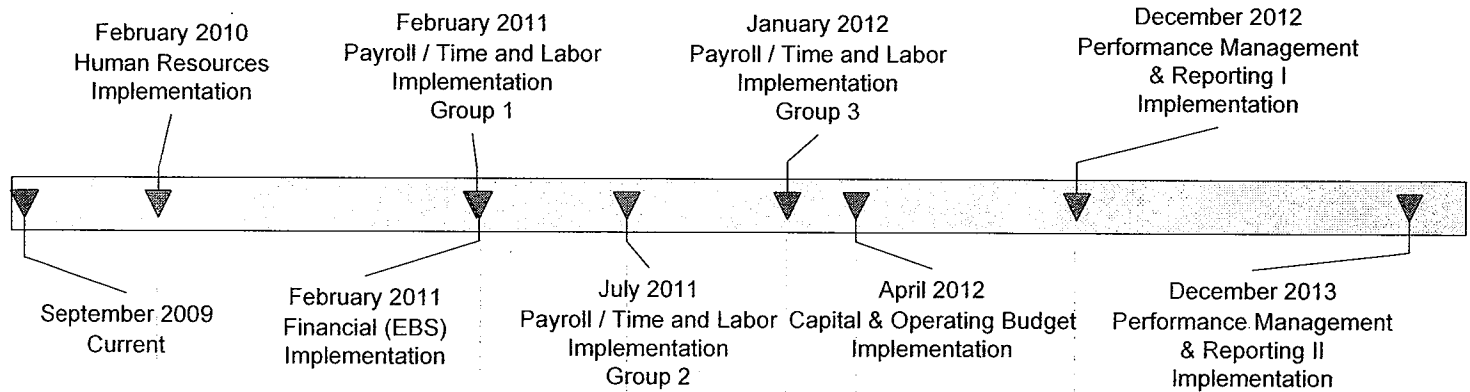 February 2010
Human Resources
Implementation
February 2011
Payroll / Time and Labor
Implementation
Group 1
January 2012
Payroll / Time and Labor
Implementation
Group 3
December 2012
Performance Management
& Reporting I
Implementation
September 2009
Current
February 2011
Financial (EBS)
Implementation
July 2011
Payroll / Time and Labor
Implementation
Group 2
April 2012
Capital & Operating Budget
Implementation
December 2013
Performance Management
& Reporting II
Implementation